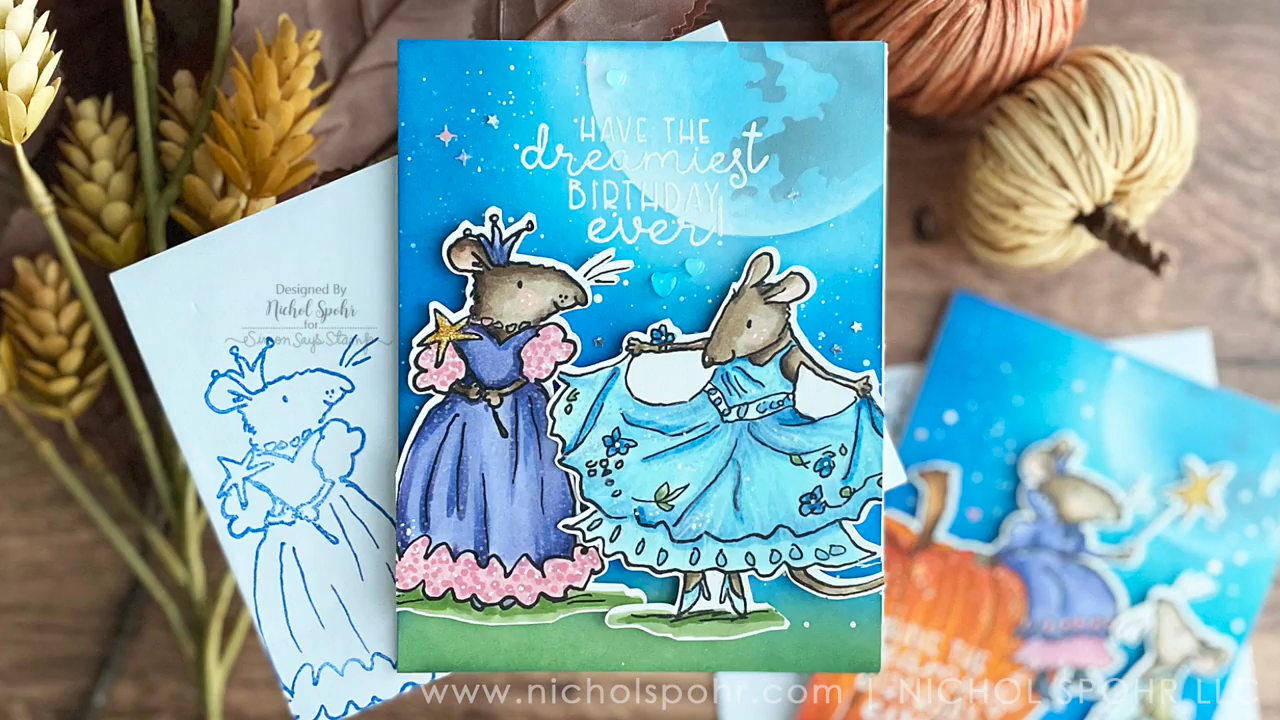 HAVE THE
dreamiest
BIRTHDAY
ever!
Designed By
Nichol Spohr
for
Simon Says Stamp
www.nicholspohr.com | NICHOL SPOHR LLC